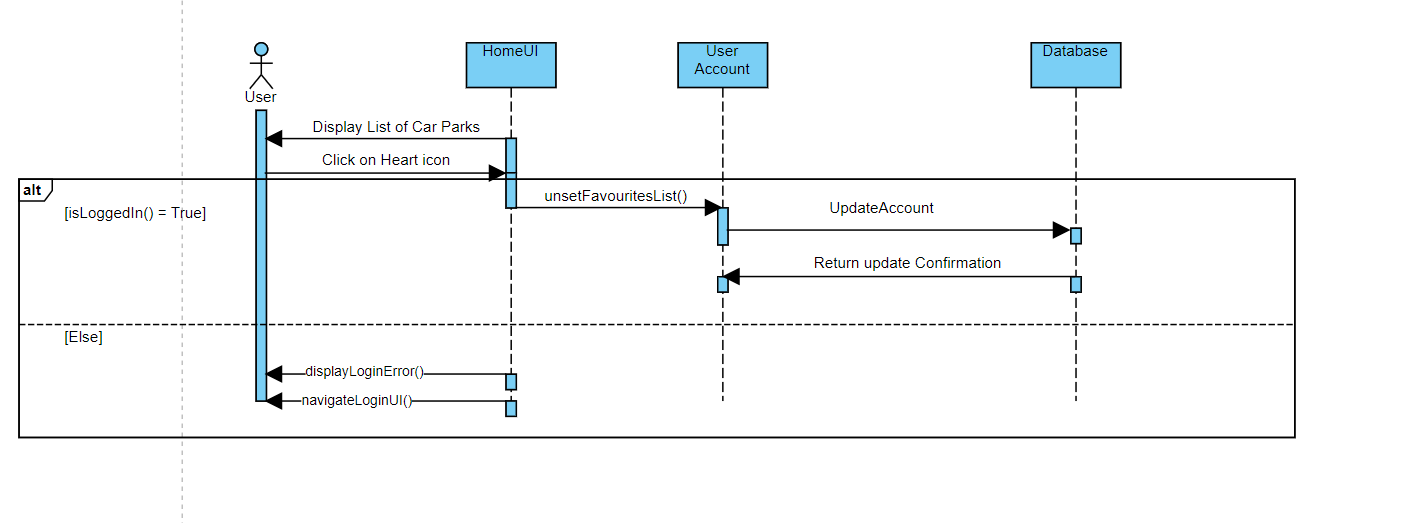 HomeUI
User
Account
Database
User
Display List of Car Parks
Click on Heart icon
alt
unsetFavouritesList()
[isLoggedIn() = True]
UpdateAccount
Return update Confirmation
[Else]
displayLoginError()
navigateLoginUI()